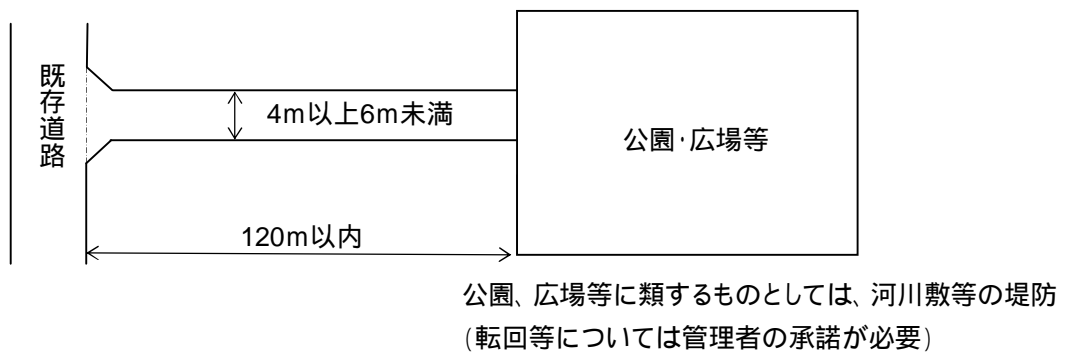 既存道路
4m以上6m未満
公園・広場等
120m以内
公園、広場等に類するものとしては、河川敷等の堤防
(転回等については管理者の承諾が必要)